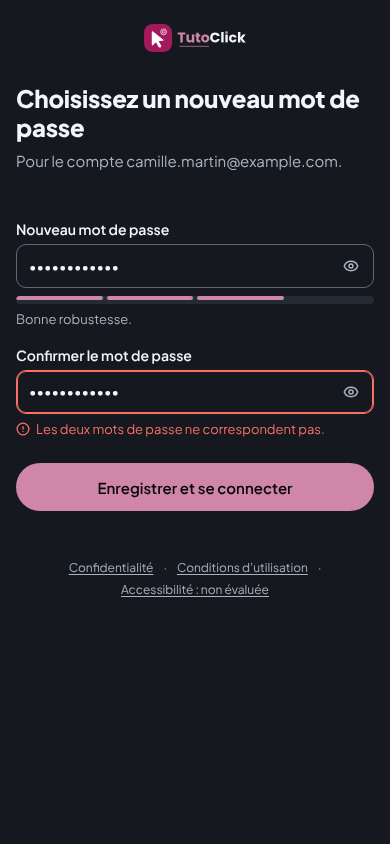 TutoClick
Choisissez un nouveau mot de
passe
Pour le compte camille.martin@example.com.
Nouveau mot de passe
••••••••••••
Bonne robustesse.
Confirmer le mot de passe
••••••••••••
Les deux mots de passe ne correspondent pas.
Enregistrer et se connecter
Confidentialité · Conditions d'utilisation ·
Accessibilité : non évaluée